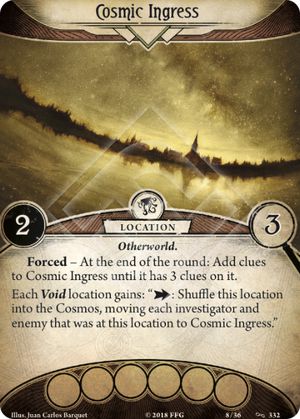 Cosmic Ingress
2
LOCATION
3
Otherworld.
Forced – At the end of the round: Add clues
to Cosmic Ingress until it has 3 clues on it.
Each Void location gains: “ : Shuffle this location
into the Cosmos, moving each investigator and
enemy that was at this location to Cosmic Ingress.”
Illus. Juan Carlos Barquet
© 2018 FFG
8/36
332